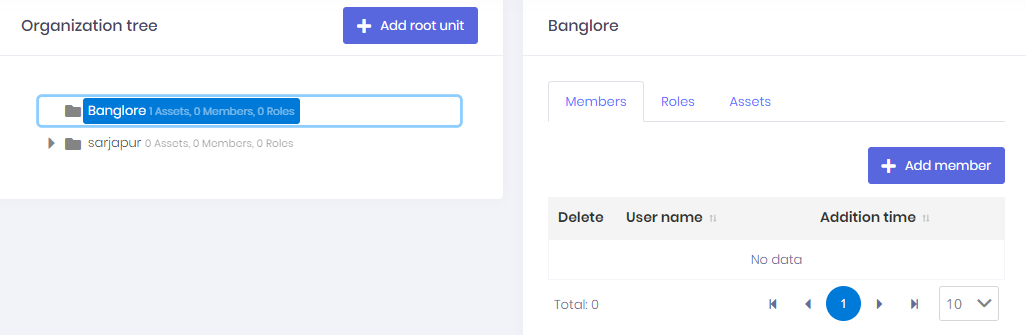 Organization tree
Add root unit
Banglore 1 Assets, 0 Members, 0 Roles
sarjapur 0 Assets, 0 Members, 0 Roles
Banglore
Members Roles Assets
Add member
Delete User name Addition time
No data
Total: 0 1 10